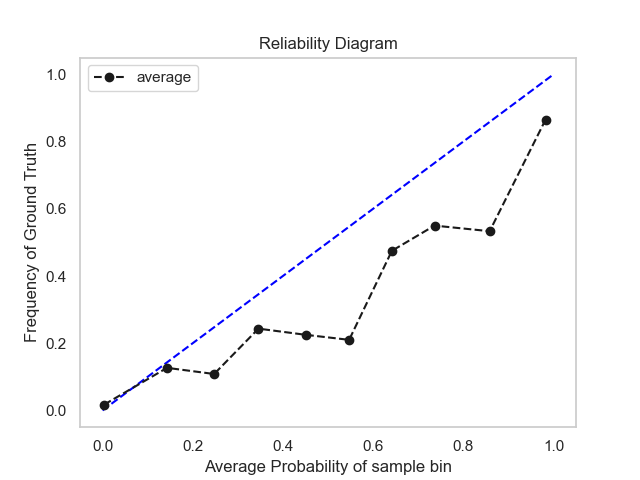 Reliability Diagram
average
Frequency of Ground Truth
1.0
0.8
0.6
0.4
0.2
0.0
0.0 0.2 0.4 0.6 0.8 1.0
Average Probability of sample bin